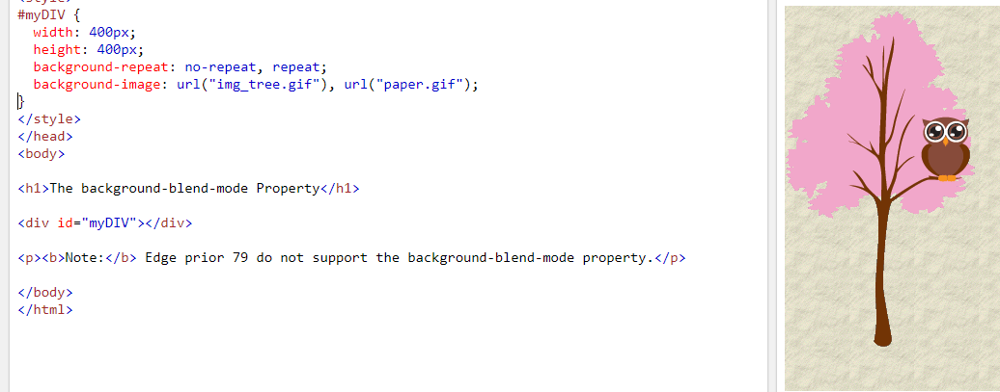 <style>
#myDIV {
  width: 400px;
  height: 400px;
  background-repeat: no-repeat, repeat;
  background-image: url("img_tree.gif"), url("paper.gif");
}
</style>
</head>
<body>
<h1>The background-blend-mode Property</h1>
<div id="myDIV"></div>
<p><b>Note:</b> Edge prior 79 do not support the background-blend-mode property.</p>
</body>
</html>